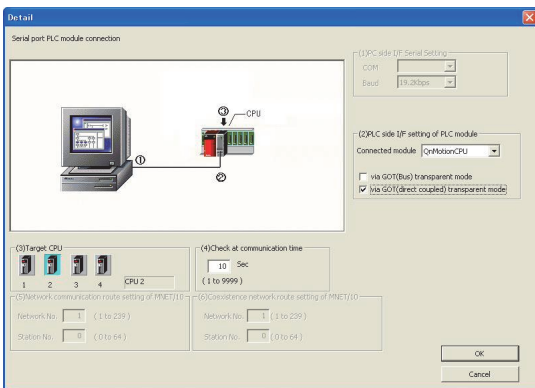 Detail
Serial port PLC module connection
(1)PC side I/F Serial Setting
COM
Baud 19.2Kbps
③ CPU
①
②
(2)PLC side I/F setting of PLC module
Connected module QnMotionCPU
via GOT(Bus) transparent mode
via GOT(direct coupled) transparent mode
(3)Target CPU
1 2 3 4 CPU 2
(4)Check at communication time
10 Sec
( 1 to 9999 )
(5)Network communication route setting of MNET/10
Network No. 1 ( 1 to 239 )
Station No. 0 ( 0 to 64 )
(6)Coexistence network route setting of MNET/10
Network No. 1 ( 1 to 239 )
Station No. 0 ( 0 to 64 )
OK
Cancel